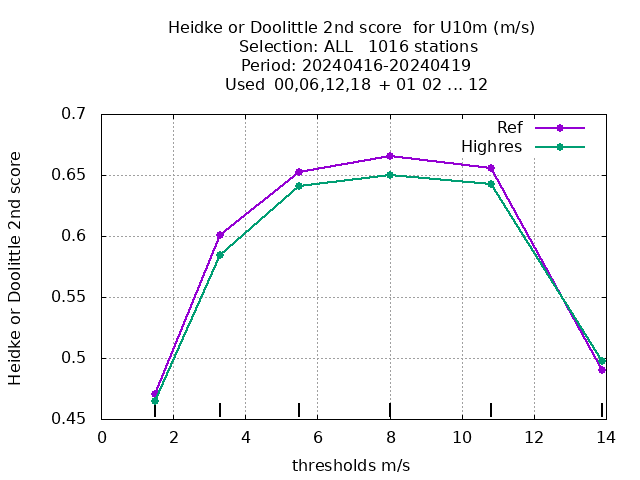 Heidke or Doolittle 2nd score  for U10m (m/s)
Selection: ALL   1016 stations
Period: 20240416-20240419
Used  00,06,12,18  + 01 02 ... 12
Ref
Highres
0.7
0.65
0.6
0.55
0.5
0.45
Heidke or Doolittle 2nd score
0 2 4 6 8 10 12 14
thresholds m/s